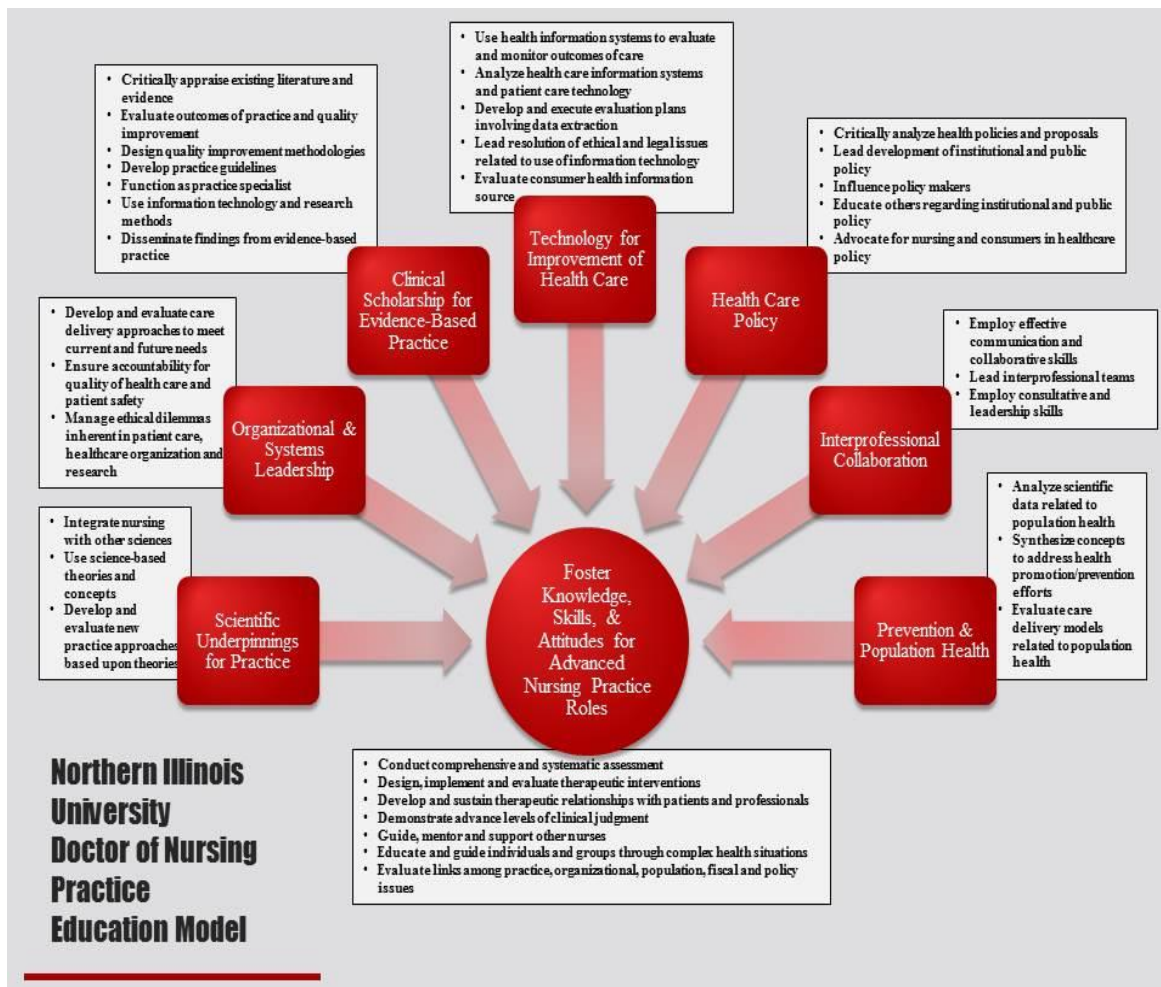 • Use health information systems to evaluate
and monitor outcomes of care
• Analyze health care information systems
and patient care technology
• Develop and execute evaluation plans
involving data extraction
• Lead resolution of ethical and legal issues
related to use of information technology
• Evaluate consumer health information
source
• Critically appraise existing literature and
evidence
• Evaluate outcomes of practice and quality
improvement
• Design quality improvement methodologies
• Develop practice guidelines
• Function as practice specialist
• Use information technology and research
methods
• Disseminate findings from evidence-based
practice
• Critically analyze health policies and proposals
• Lead development of institutional and public
policy
• Influence policy makers
• Educate others regarding institutional and public
policy
• Advocate for nursing and consumers in healthcare
policy
Technology for
Improvement of
Health Care
Clinical
Scholarship for
Evidence-Based
Practice
Health Care
Policy
• Develop and evaluate care
delivery approaches to meet
current and future needs
• Ensure accountability for
quality of health care and
patient safety
• Manage ethical dilemmas
inherent in patient care,
healthcare organization and
research
Organizational &
Systems
Leadership
• Employ effective
communication and
collaborative skills
• Lead interprofessional teams
• Employ consultative and
leadership skills
Interprofessional
Collaboration
• Integrate nursing
with other sciences
• Use science-based
theories and
concepts
• Develop and
evaluate new
practice approaches
based upon theories
Scientific
Underpinnings
for Practice
Foster
Knowledge,
Skills, &
Attitudes for
Advanced
Nursing Practice
Roles
• Analyze scientific
data related to
population health
• Synthesize concepts
to address health
promotion/prevention
efforts
• Evaluate care
delivery models
related to population
health
Prevention &
Population Health
• Conduct comprehensive and systematic assessment
• Design, implement and evaluate therapeutic interventions
• Develop and sustain therapeutic relationships with patients and professionals
• Demonstrate advance levels of clinical judgment
• Guide, mentor and support other nurses
• Educate and guide individuals and groups through complex health situations
• Evaluate links among practice, organizational, population, fiscal and policy
issues
Northern Illinois
University
Doctor of Nursing
Practice
Education Model